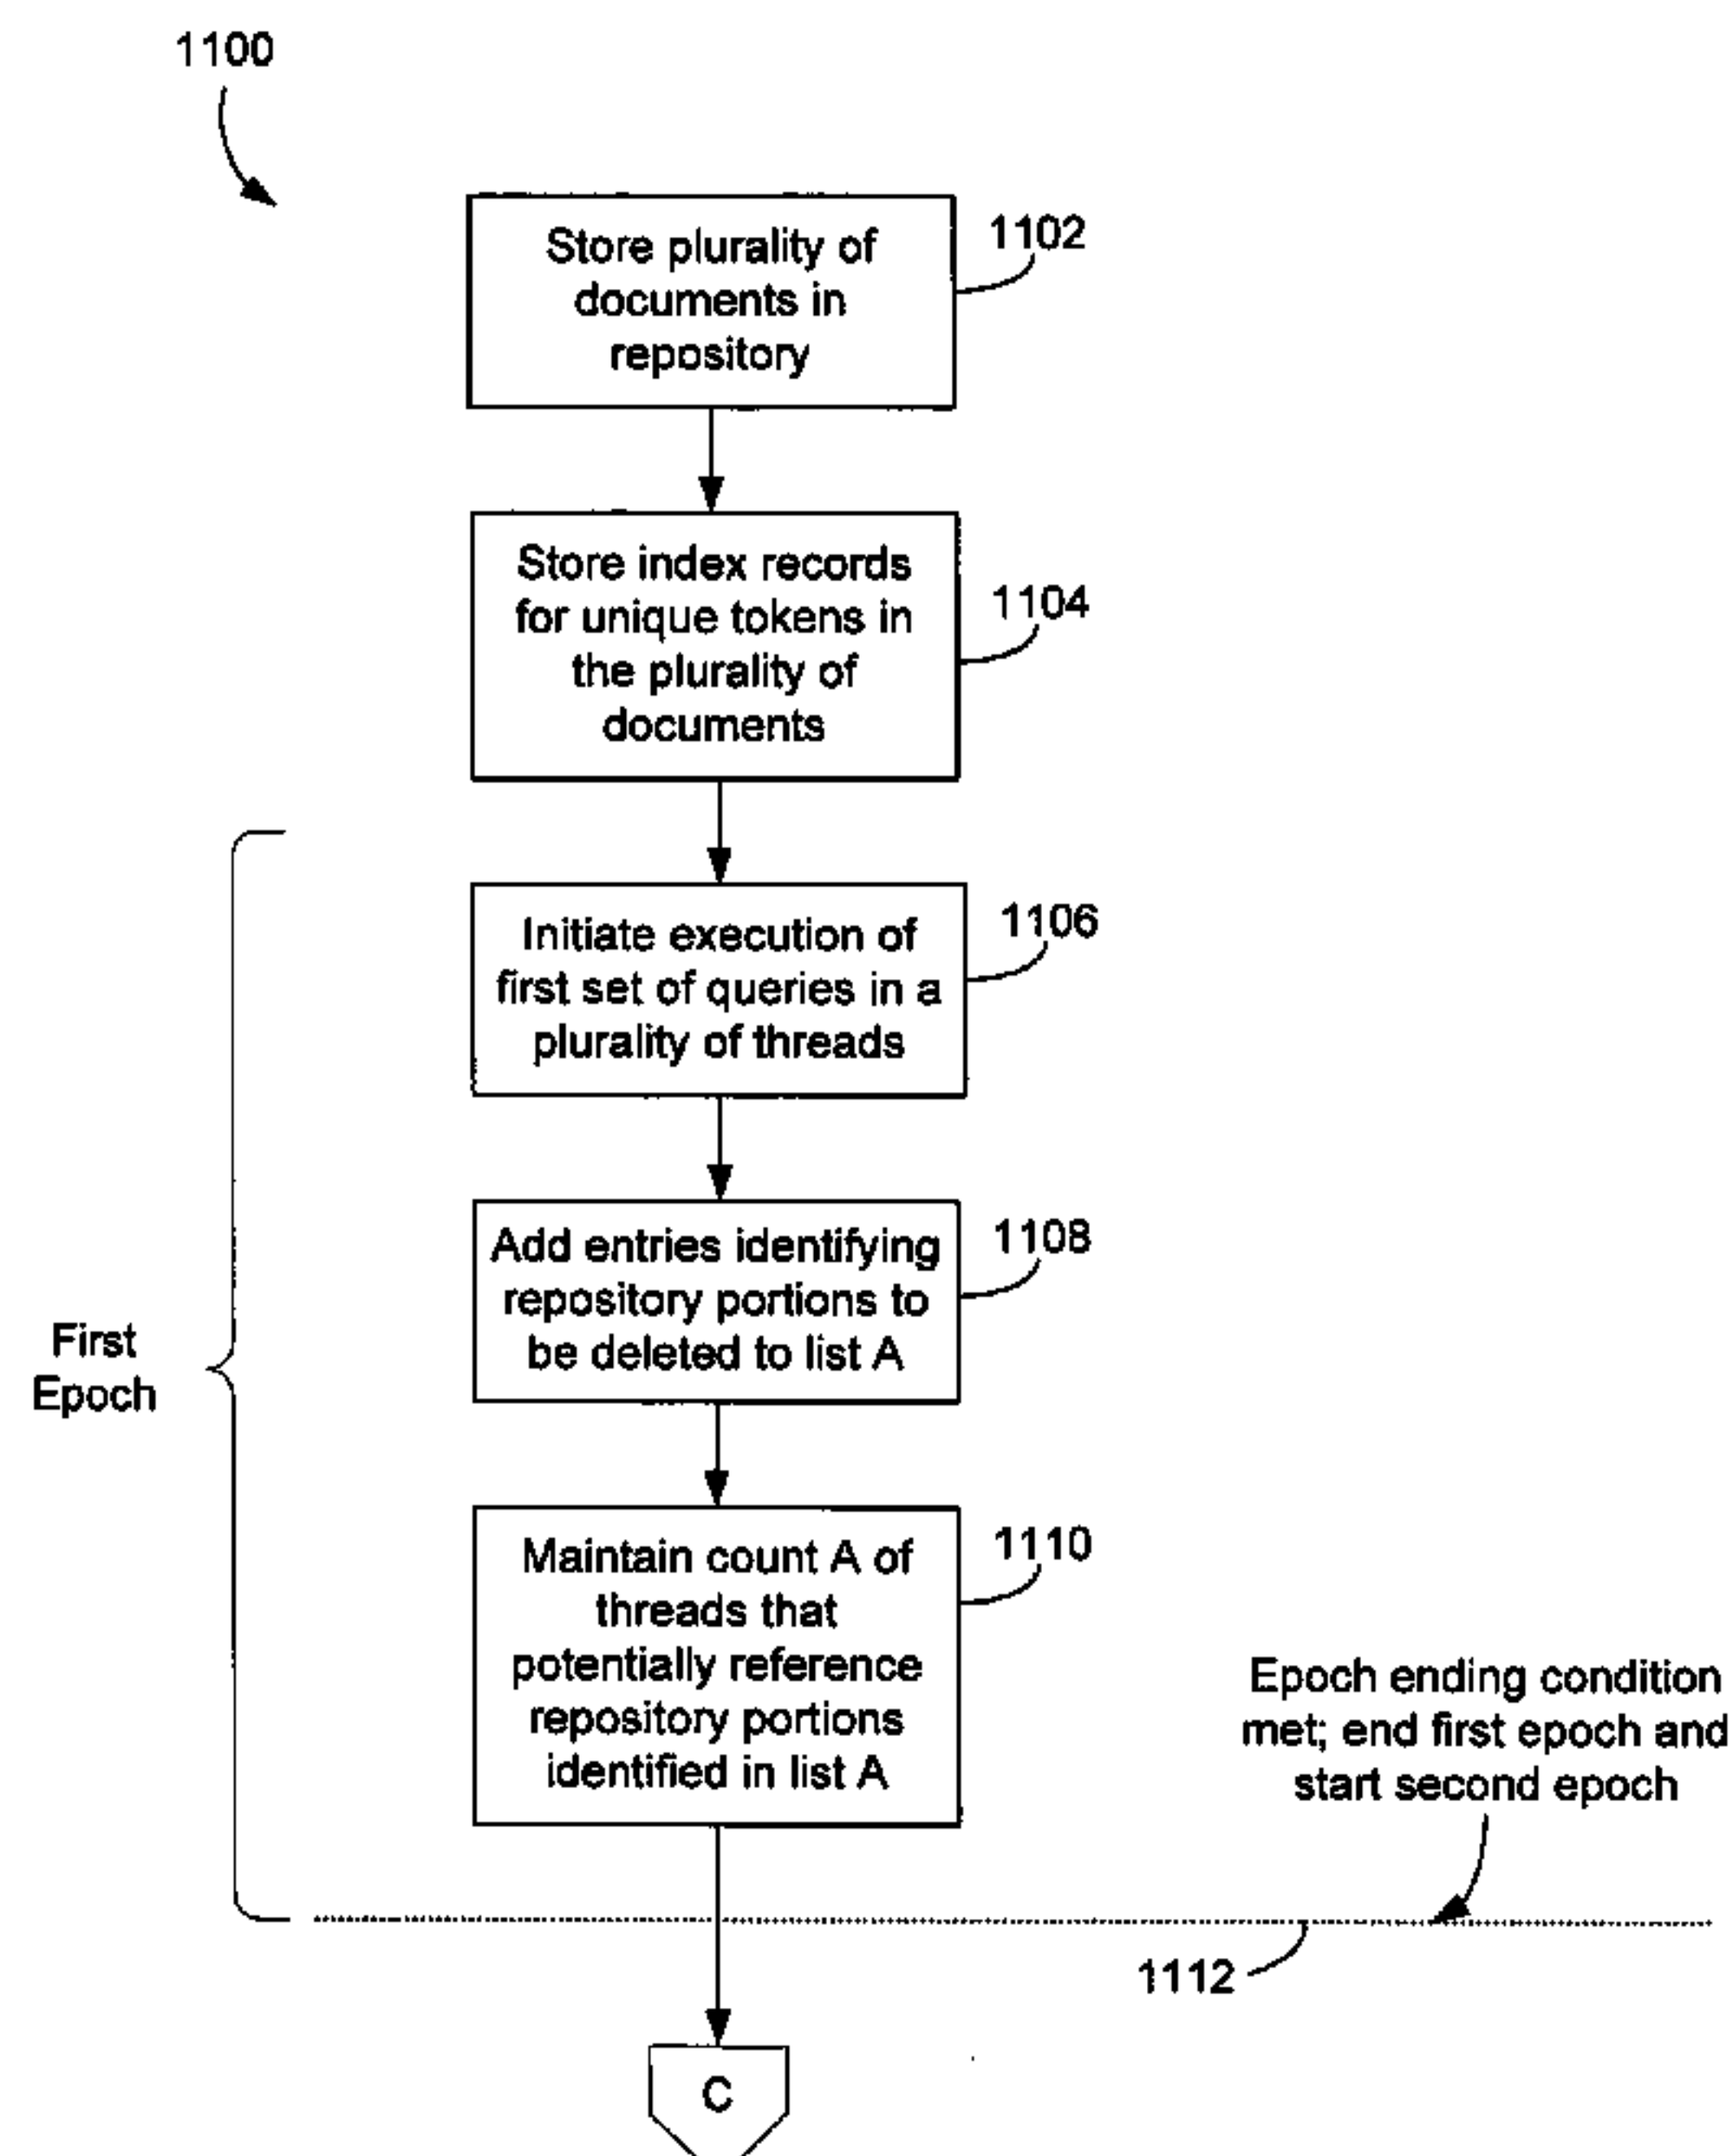 1100
Store plurality of
documents in
repository
1102
Store index records
for unique tokens in
the plurality of
documents
1104
Initiate execution of
first set of queries in a
plurality of threads
1106
Add entries identifying
repository portions to
be deleted to list A
1108
First
Epoch
Maintain count A of
threads that
potentially reference
repository portions
identified in list A
1110
Epoch ending condition
met; end first epoch and
start second epoch
1112
C